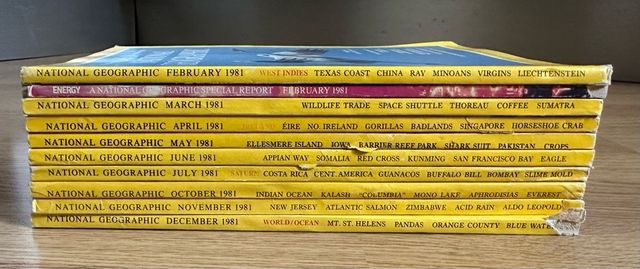 NATIONAL GEOGRAPHIC FEBRUARY 1981 WEST INDIES TEXAS COAST CHINA RAY MINOANS VIRGINS LIECHTENSTEIN
ENERGY A NATIONAL GEOGRAPHIC SPECIAL REPORT FEBRUARY 1981
NATIONAL GEOGRAPHIC MARCH 1981 WILDLIFE TRADE SPACE SHUTTLE THOREAU COFFEE SUMATRA
NATIONAL GEOGRAPHIC APRIL 1981 ÉIRE NO. IRELAND GORILLAS BADLANDS SINGAPORE HORSESHOE CRAB
NATIONAL GEOGRAPHIC MAY 1981 ELLESMERE ISLAND IOWA BARRIER REEF PARK SHARK SUIT PAKISTAN CROPS
NATIONAL GEOGRAPHIC JUNE 1981 APPIAN WAY SOMALIA RED CROSS KUNMING SAN FRANCISCO BAY EAGLE
NATIONAL GEOGRAPHIC JULY 1981 SATURN COSTA RICA CENT. AMERICA GUANACOS BUFFALO BILL BOMBAY SLIME MOLD
NATIONAL GEOGRAPHIC OCTOBER 1981 INDIAN OCEAN KALASH "COLUMBIA" MONO LAKE APHRODISIAS EVEREST
NATIONAL GEOGRAPHIC NOVEMBER 1981 NEW JERSEY ATLANTIC SALMON ZIMBABWE ACID RAIN ALDO LEOPOLD
NATIONAL GEOGRAPHIC DECEMBER 1981 WORLD/OCEAN MT. ST. HELENS PANDAS ORANGE COUNTY BLUE WAT